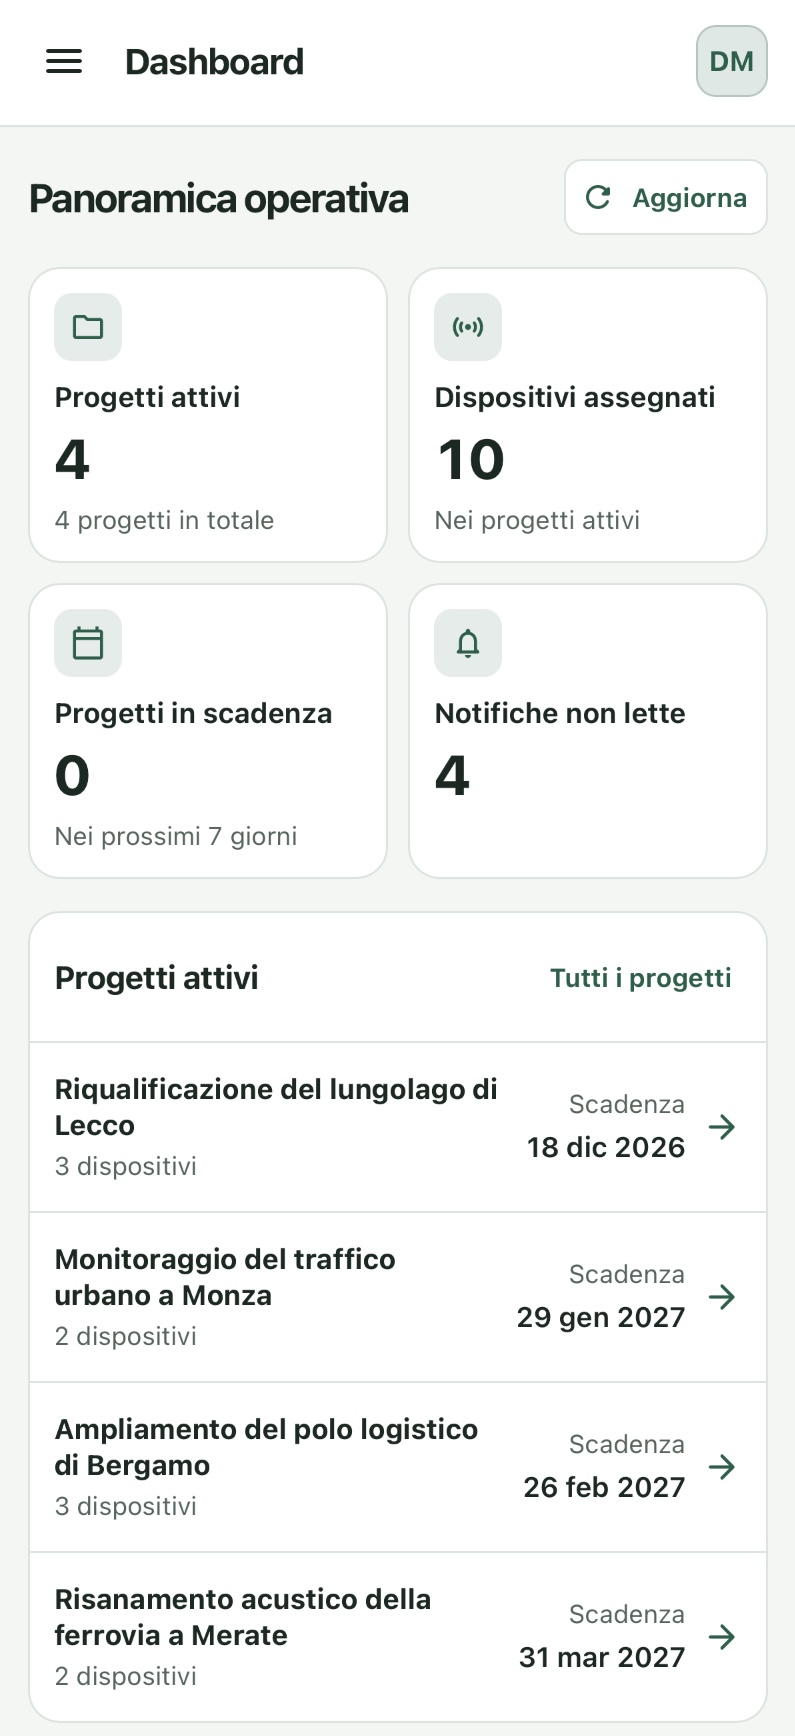 Dashboard
DM
Panoramica operativa
Aggiorna
Progetti attivi
4
4 progetti in totale
Dispositivi assegnati
10
Nei progetti attivi
Progetti in scadenza
0
Nei prossimi 7 giorni
Notifiche non lette
4
Progetti attivi
Tutti i progetti
Riqualificazione del lungolago di
Lecco
3 dispositivi
Scadenza
18 dic 2026
Monitoraggio del traffico
urbano a Monza
2 dispositivi
Scadenza
29 gen 2027
Ampliamento del polo logistico
di Bergamo
3 dispositivi
Scadenza
26 feb 2027
Risanamento acustico della
ferrovia a Merate
2 dispositivi
Scadenza
31 mar 2027